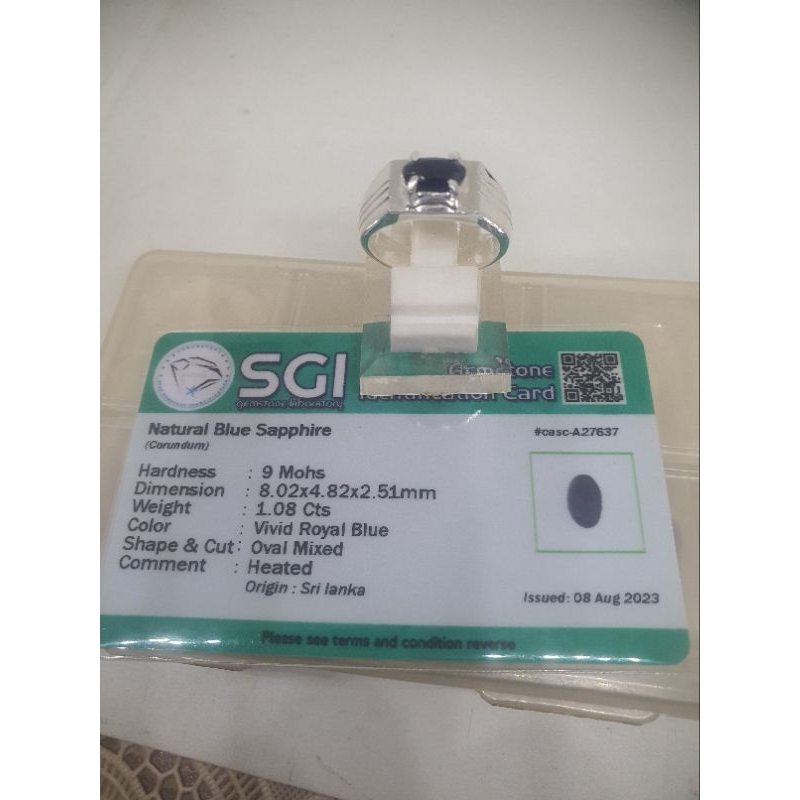 SGI
Gemstone laboratory
Gemstone
Identification Card
Natural Blue Sapphire
(Corundum)
#casc-A27637
Hardness : 9 Mohs
Dimension : 8.02x4.82x2.51mm
Weight : 1.08 Cts
Color : Vivid Royal Blue
Shape & Cut: Oval Mixed
Comment : Heated
Origin : Sri lanka
Issued: 08 Aug 2023
Please see terms and condition reverse